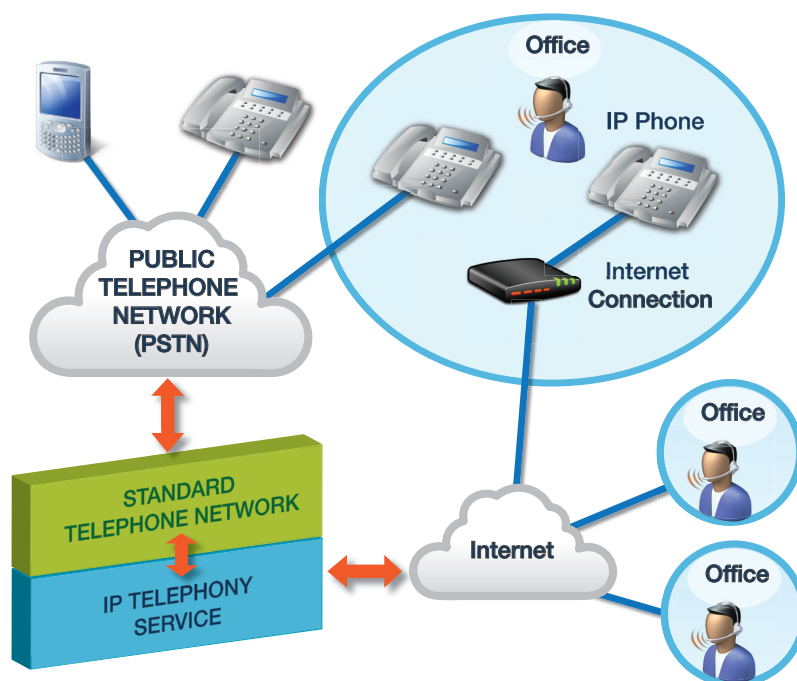 Office
IP Phone
PUBLIC
TELEPHONE
NETWORK
(PSTN)
Internet
Connection
Office
STANDARD
TELEPHONE NETWORK
Internet
IP TELEPHONY
SERVICE
Office